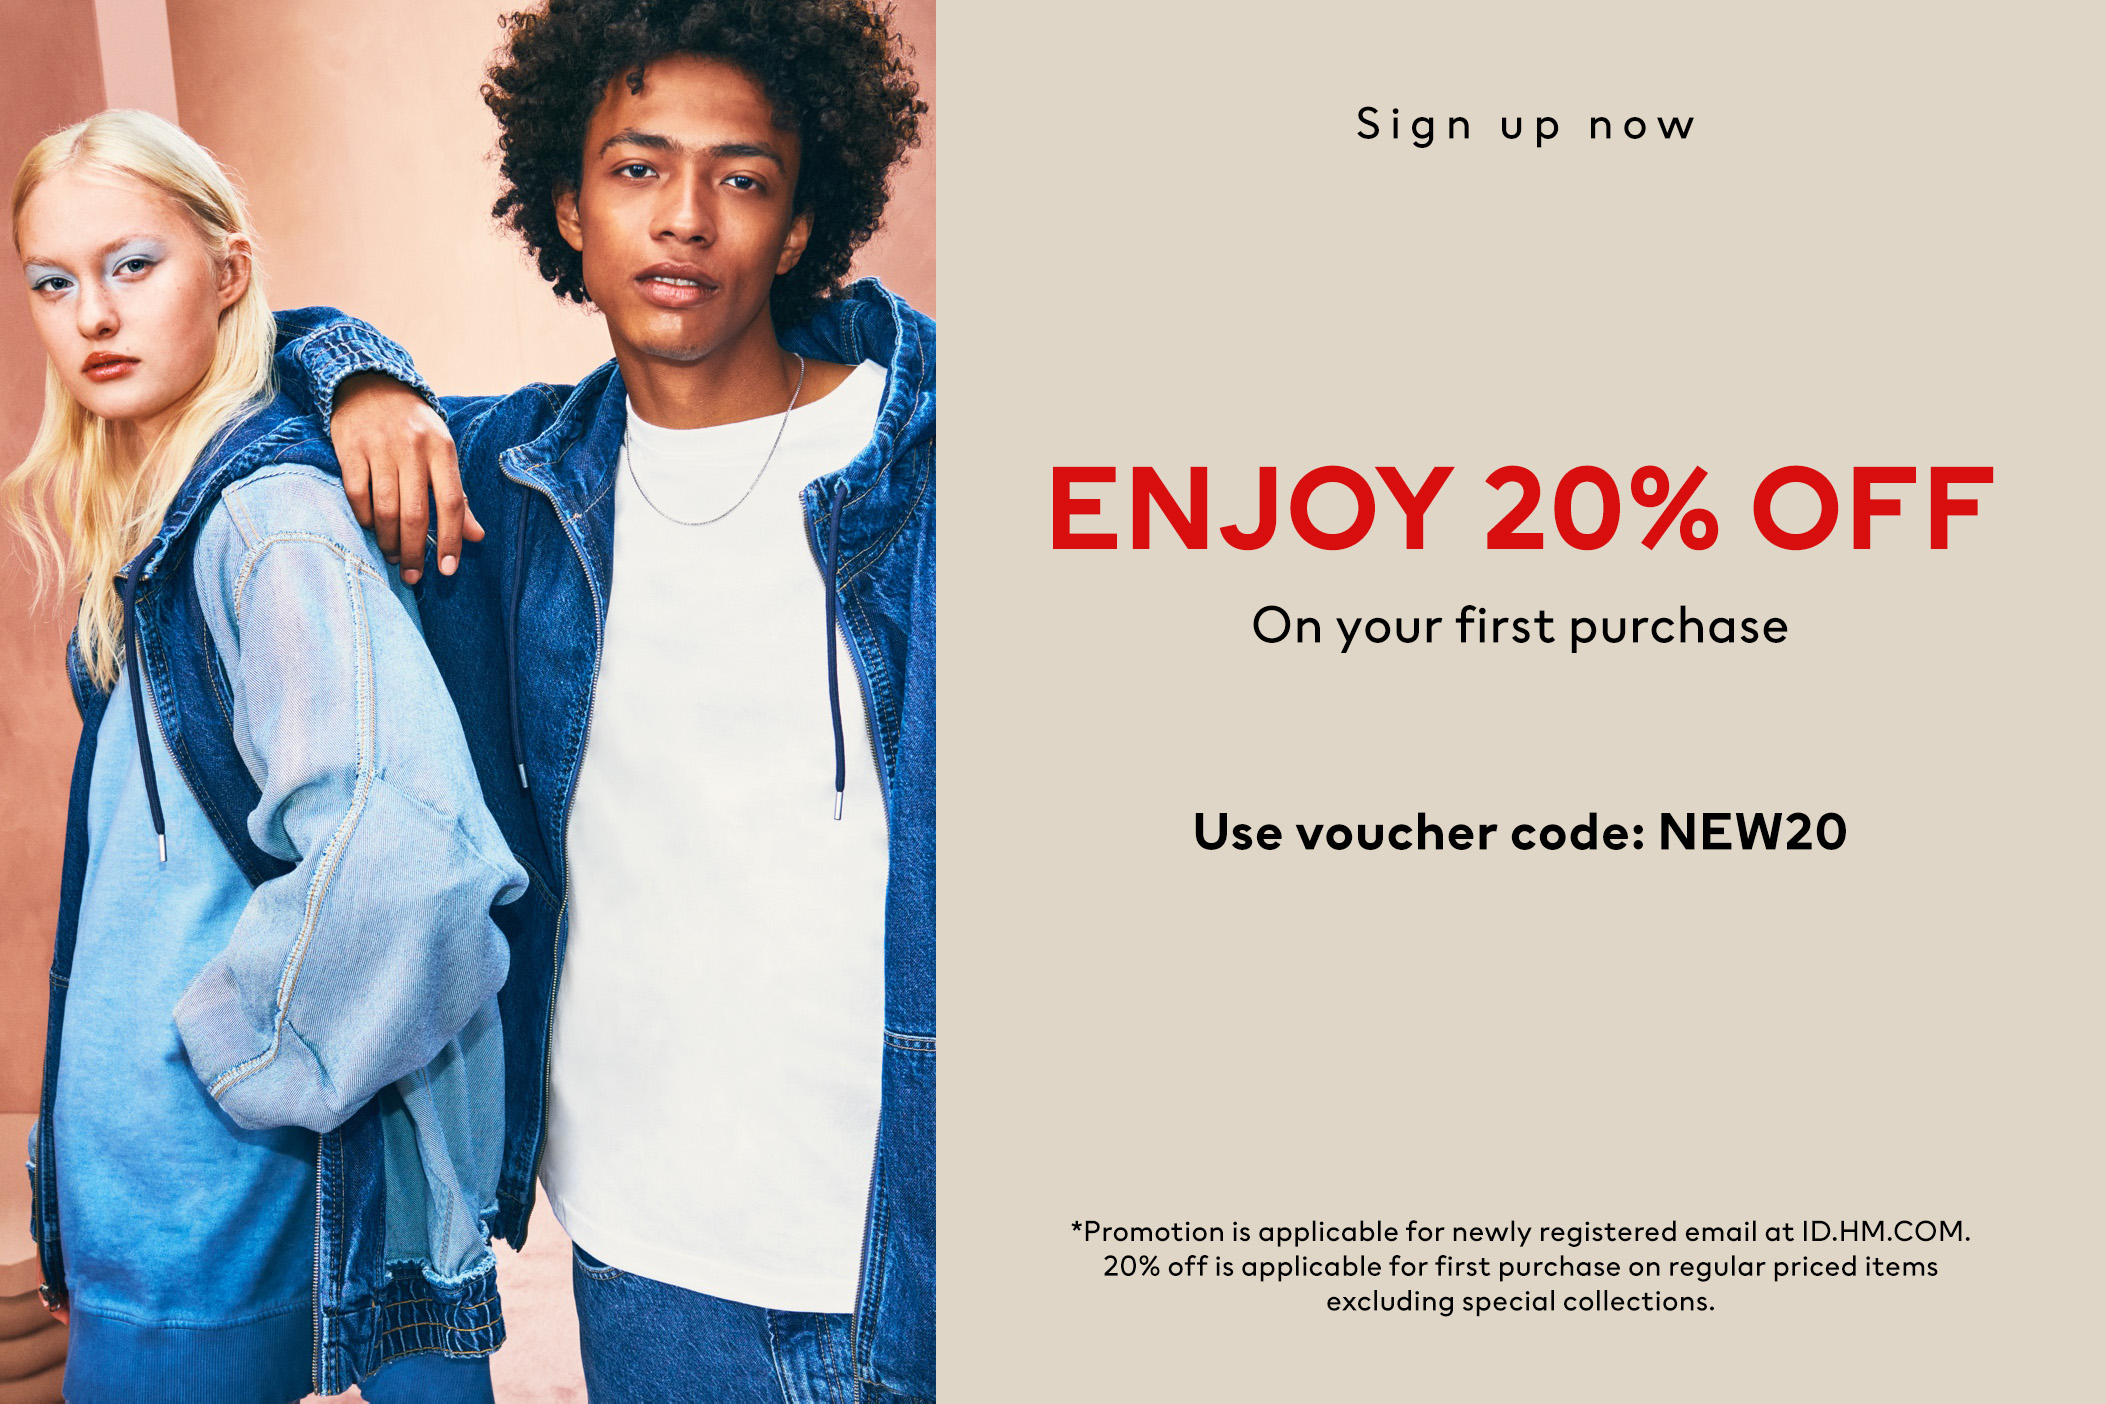 Sign up now
ENJOY 20% OFF
On your first purchase
Use voucher code: NEW20
*Promotion is applicable for newly registered email at ID.HM.COM.
20% off is applicable for first purchase on regular priced items
excluding special collections.